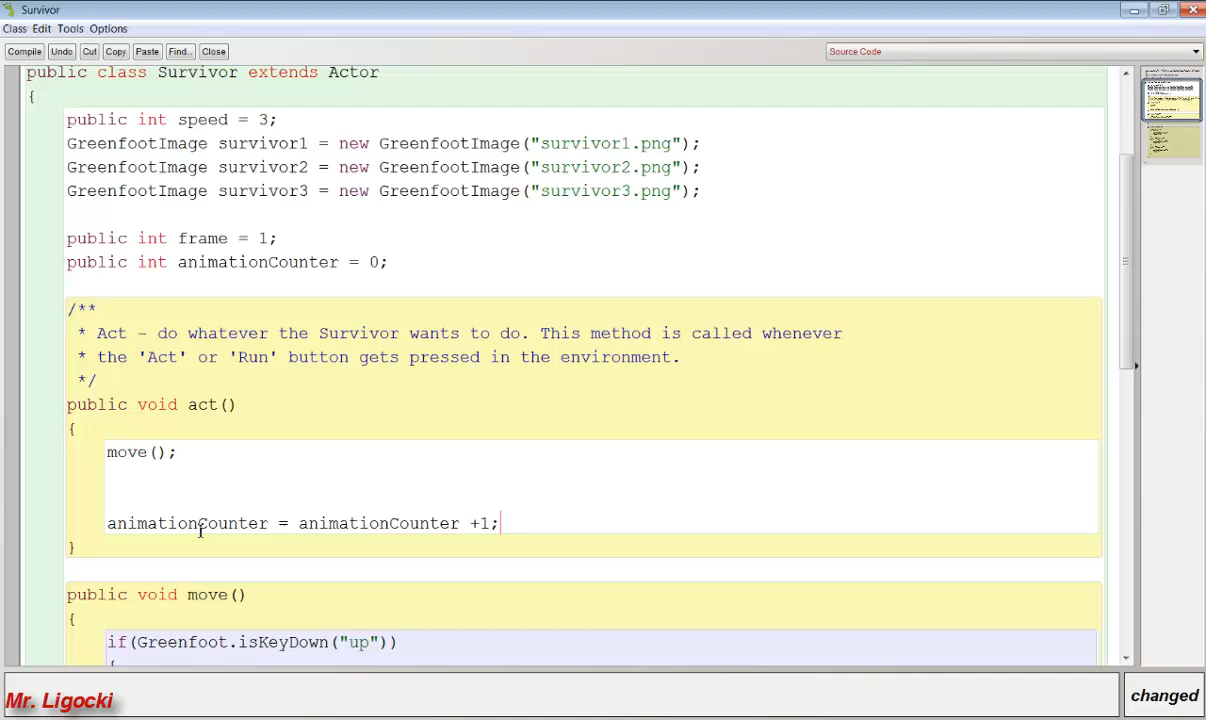 Survivor
Class Edit Tools Options
Compile Undo Cut Copy Paste Find... Close Source Code
public class Survivor extends Actor
{
public int speed = 3;
GreenfootImage survivor1 = new GreenfootImage("survivor1.png");
GreenfootImage survivor2 = new GreenfootImage("survivor2.png");
GreenfootImage survivor3 = new GreenfootImage("survivor3.png");
public int frame = 1;
public int animationCounter = 0;
/**
* Act - do whatever the Survivor wants to do. This method is called whenever
* the 'Act' or 'Run' button gets pressed in the environment.
*/
public void act()
{
move();
animationCounter = animationCounter +1;
}
public void move()
{
if(Greenfoot.isKeyDown("up"))
Mr. Ligocki
changed